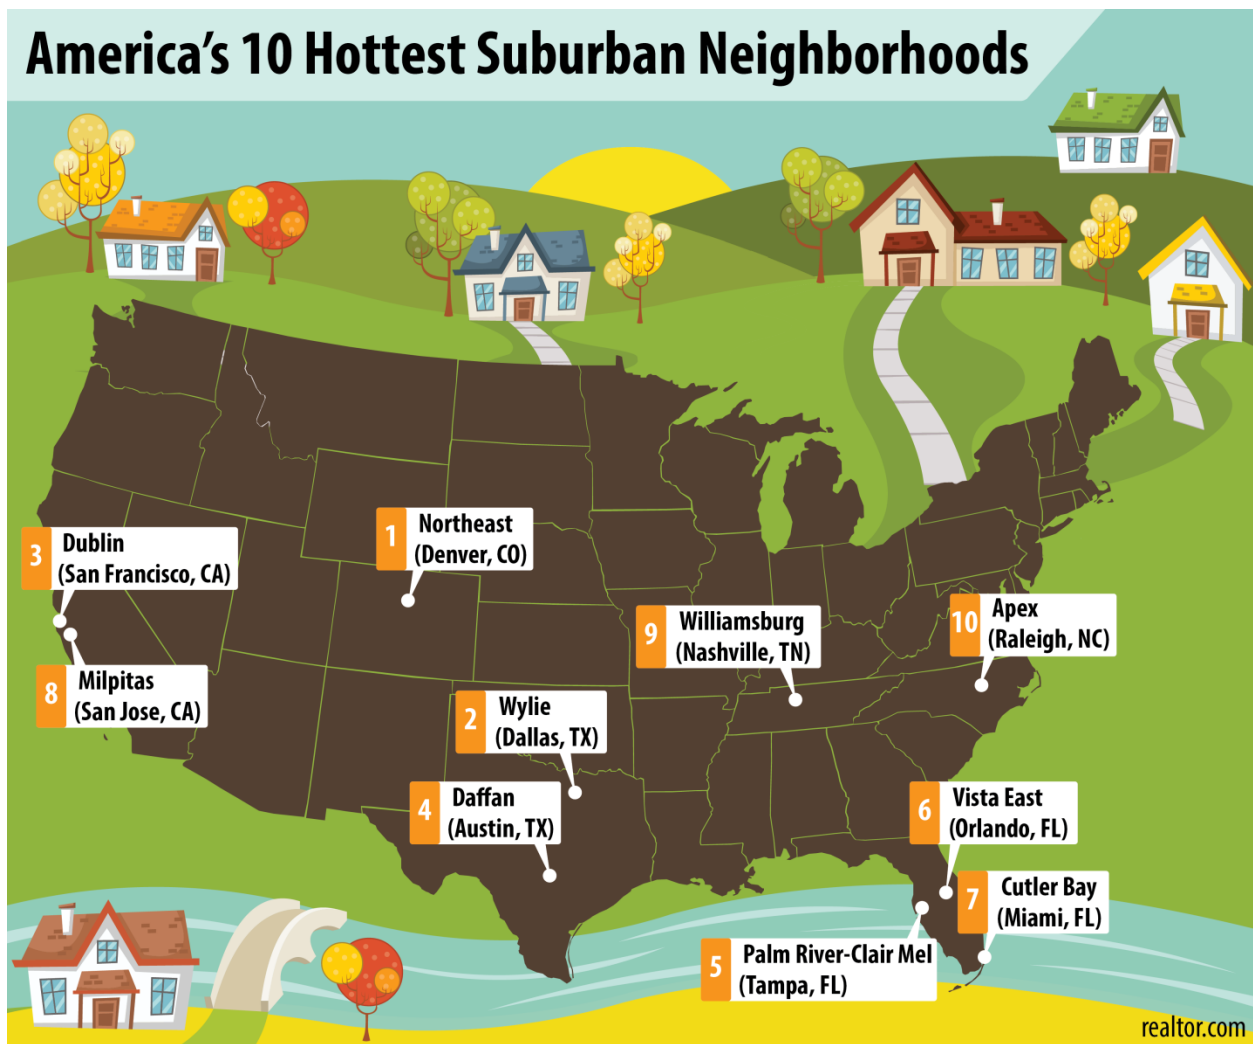 America's 10 Hottest Suburban Neighborhoods
1
Northeast
(Denver, CO)
3
Dublin
(San Francisco, CA)
9
Williamsburg
(Nashville, TN)
10
Apex
(Raleigh, NC)
8
Milpitas
(San Jose, CA)
2
Wylie
(Dallas, TX)
4
Daffan
(Austin, TX)
6
Vista East
(Orlando, FL)
7
Cutler Bay
(Miami, FL)
5
Palm River-Clair Mel
(Tampa, FL)
realtor.com